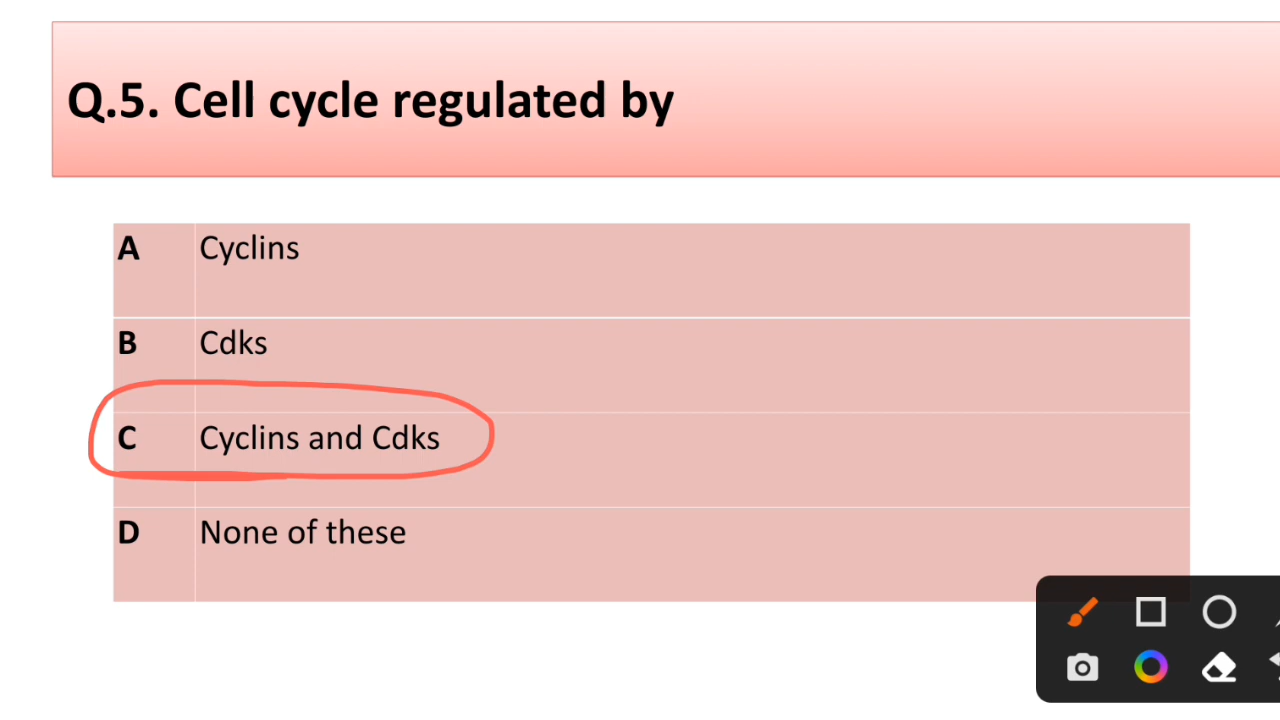 Q.5. Cell cycle regulated by
A Cyclins
B Cdks
C Cyclins and Cdks
D None of these